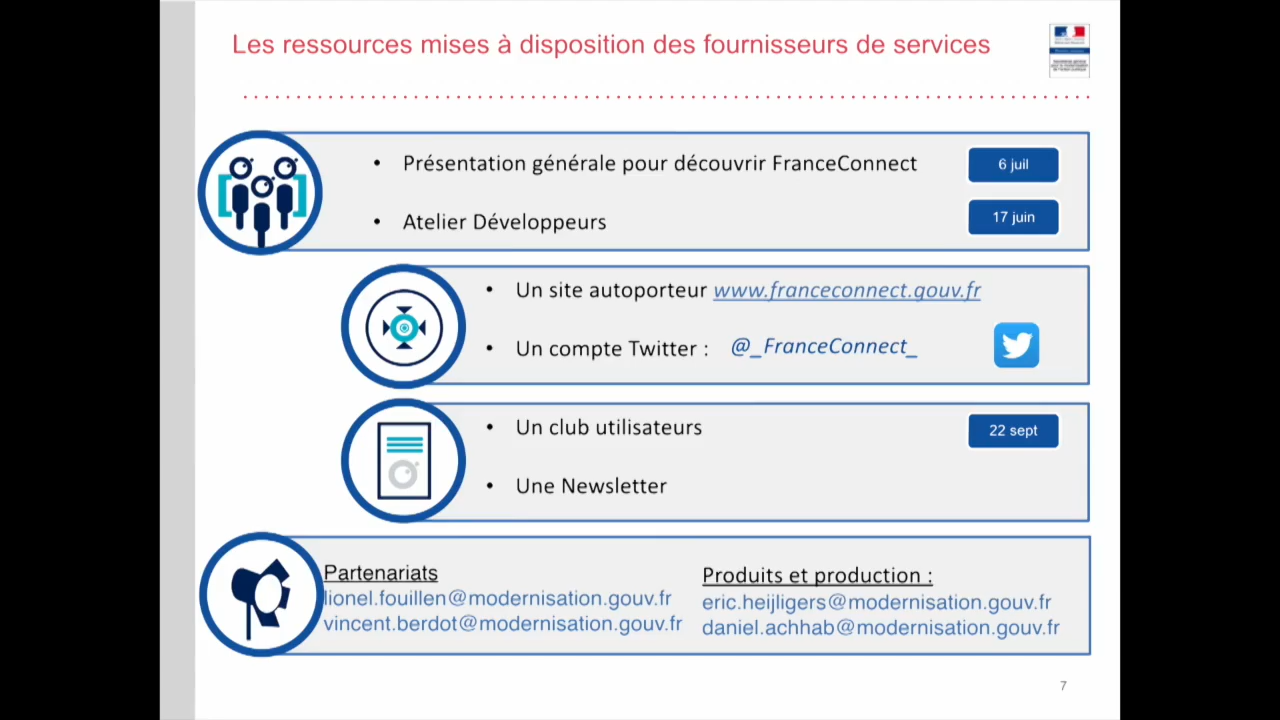 Les ressources mises à disposition des fournisseurs de services
• Présentation générale pour découvrir FranceConnect
6 juil
• Atelier Développeurs
17 juin
• Un site autoporteur www.franceconnect.gouv.fr
• Un compte Twitter : @_FranceConnect_
• Un club utilisateurs
22 sept
• Une Newsletter
Partenariats
lionel.fouillen@modernisation.gouv.fr
vincent.berdot@modernisation.gouv.fr
Produits et production :
eric.heijligers@modernisation.gouv.fr
daniel.achhab@modernisation.gouv.fr
7